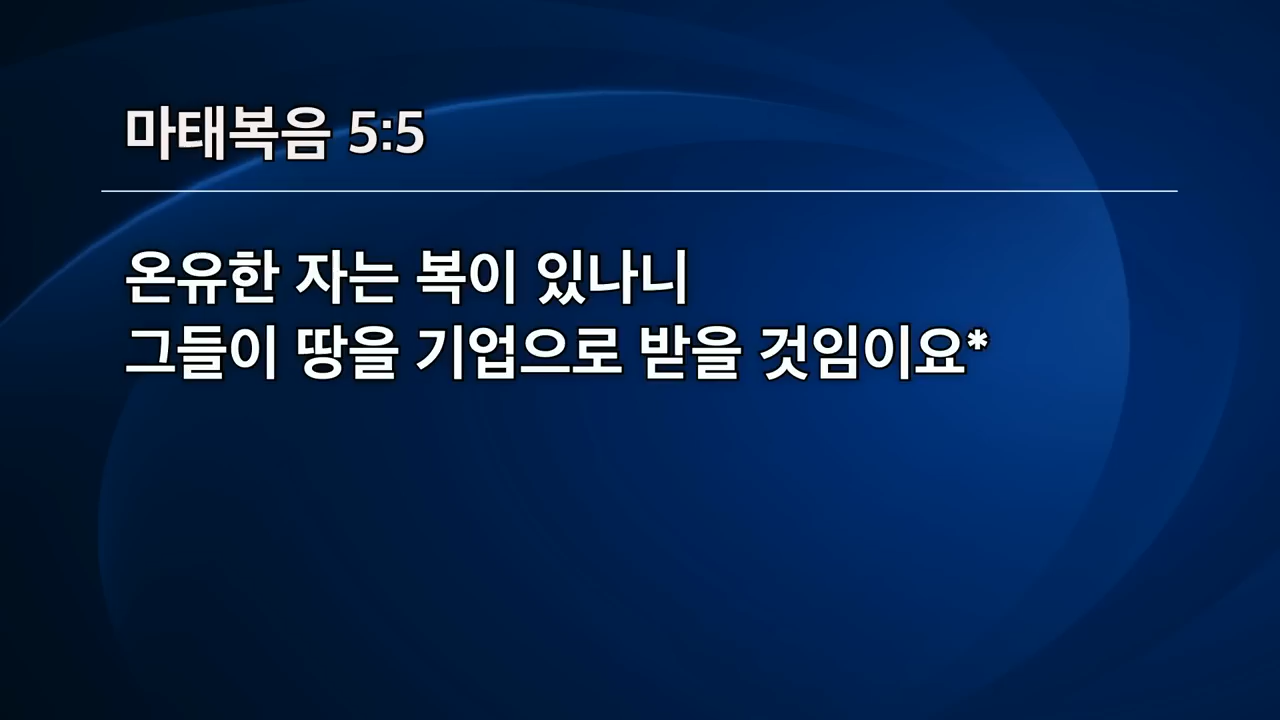 마태복음 5:5
온유한 자는 복이 있나니
그들이 땅을 기업으로 받을 것임이요*